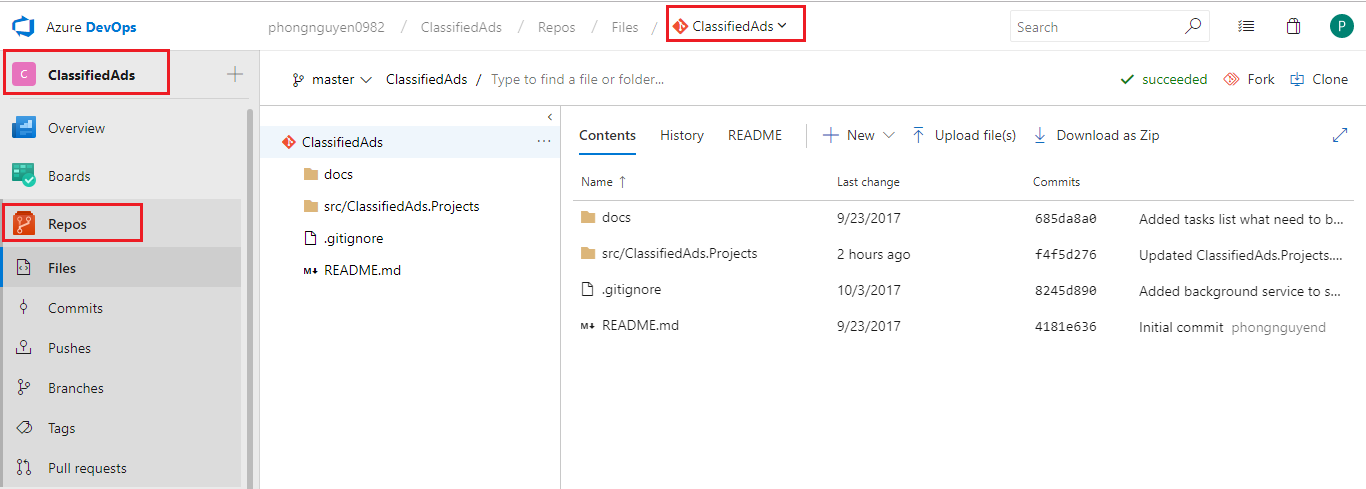 Azure DevOps phongnguyen0982 / ClassifiedAds / Repos / Files / ClassifiedAds Search P
C ClassifiedAds
master ClassifiedAds / Type to find a file or folder... succeeded Fork Clone
Overview
Boards
Repos
Files
Commits
Pushes
Branches
Tags
Pull requests
ClassifiedAds ...
docs
src/ClassifiedAds.Projects
.gitignore
M↓ README.md
Contents History README New Upload file(s) Download as Zip
Name ↑ Last change Commits
docs 9/23/2017 685da8a0 Added tasks list what need to b...
src/ClassifiedAds.Projects 2 hours ago f4f5d276 Updated ClassifiedAds.Projects....
.gitignore 10/3/2017 8245d890 Added background service to s...
M↓ README.md 9/23/2017 4181e636 Initial commit phongnguyend